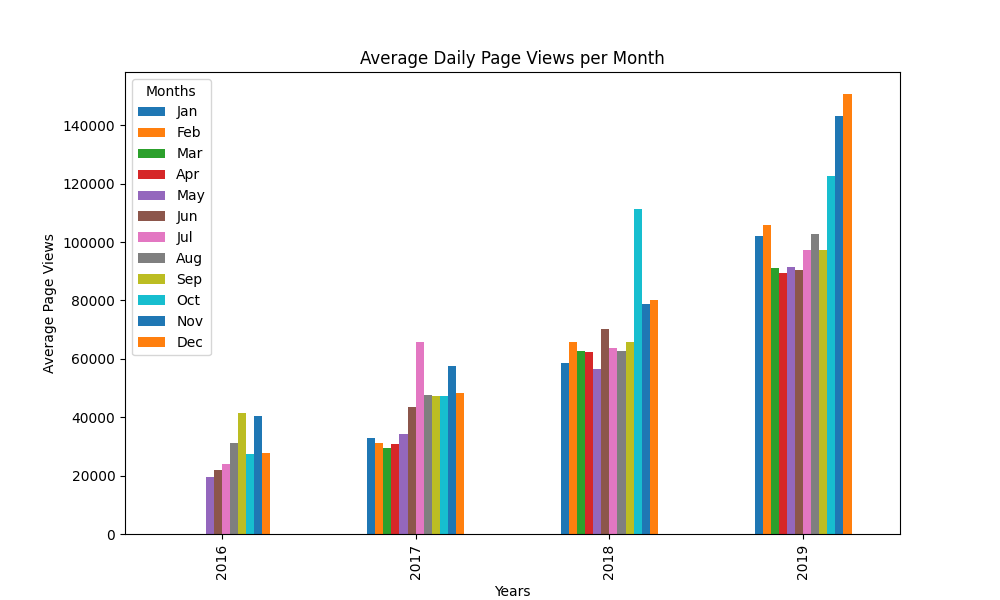 Average Daily Page Views per Month
Months
Jan
Feb
Mar
Apr
May
Jun
Jul
Aug
Sep
Oct
Nov
Dec
Average Page Views
140000
120000
100000
80000
60000
40000
20000
0
2016
2017
2018
2019
Years